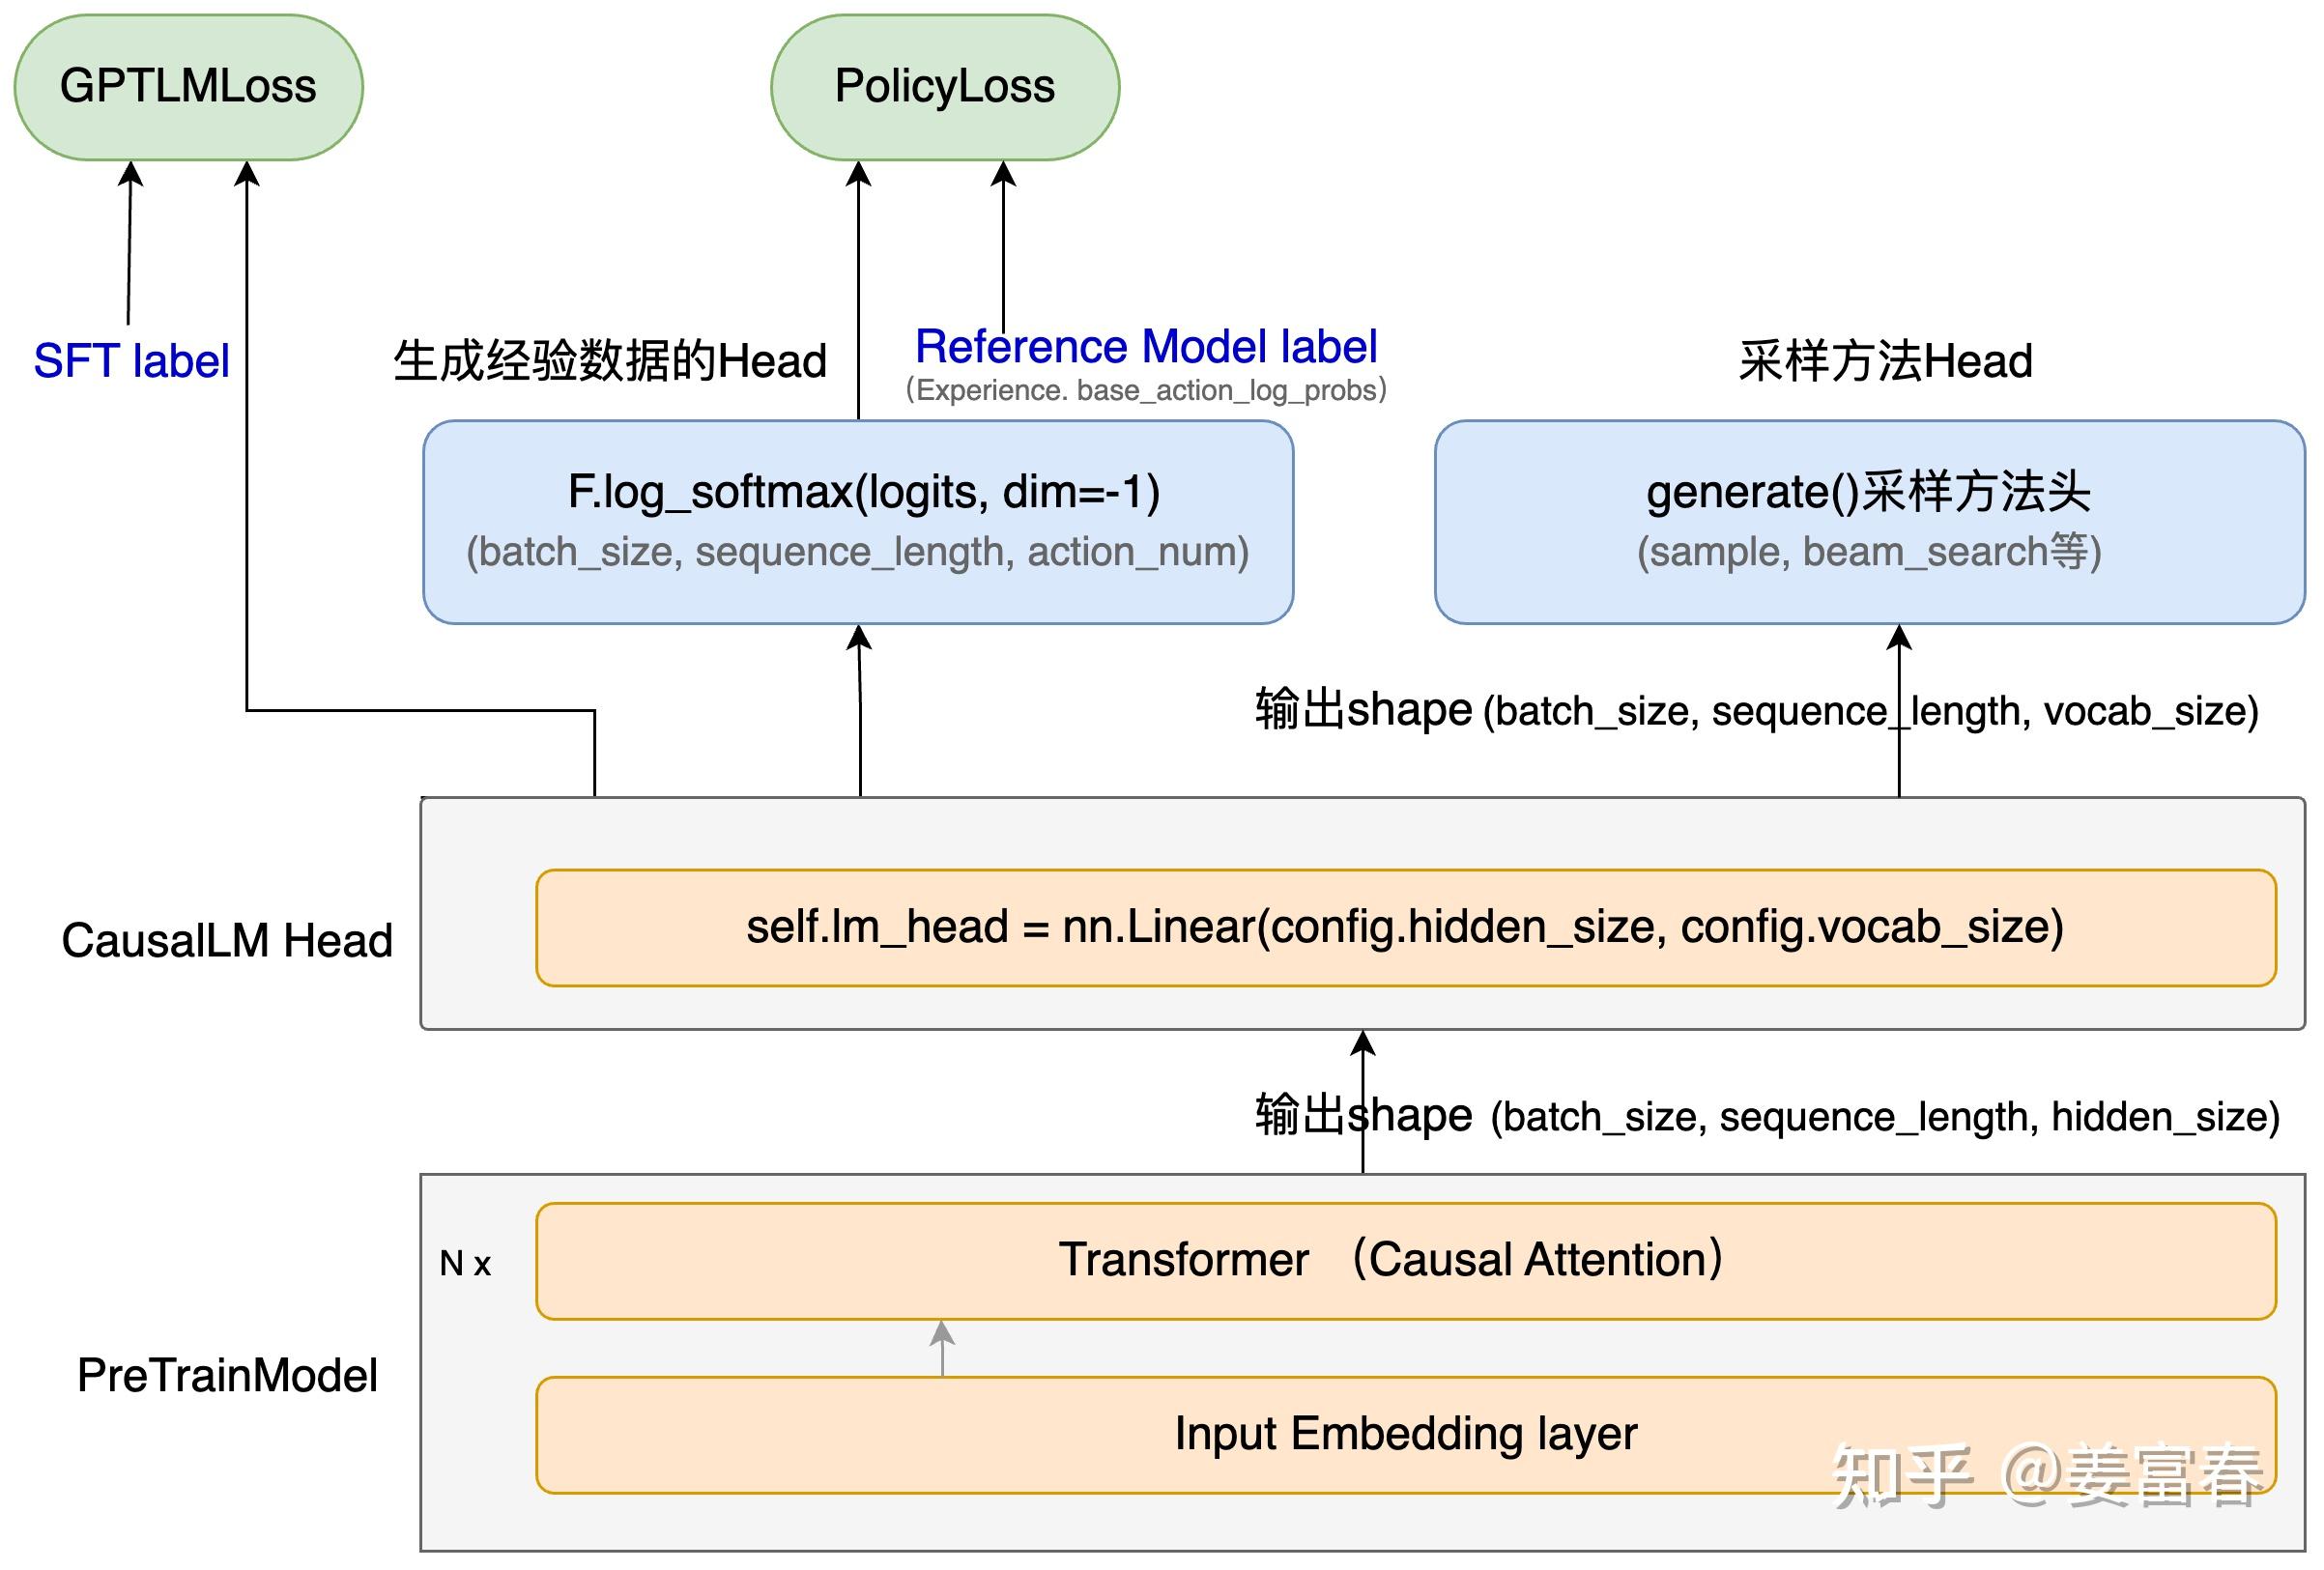 GPTLMLoss
PolicyLoss
SFT label
生成经验数据的Head
Reference Model label
(Experience. base_action_log_probs)
采样方法Head
F.log_softmax(logits, dim=-1)
(batch_size, sequence_length, action_num)
generate()采样方法头
(sample, beam_search等)
输出shape (batch_size, sequence_length, vocab_size)
CausalLM Head
self.lm_head = nn.Linear(config.hidden_size, config.vocab_size)
输出shape (batch_size, sequence_length, hidden_size)
N x
Transformer （Causal Attention）
PreTrainModel
Input Embedding layer
知乎 @姜富春